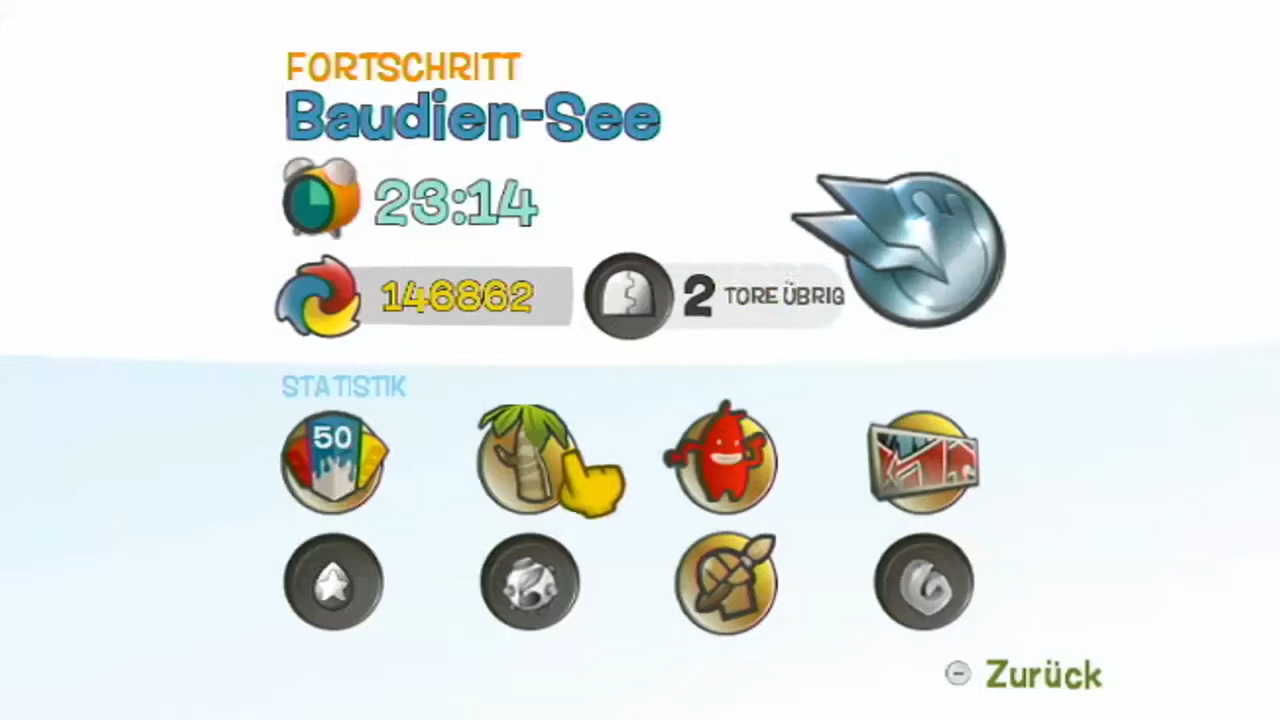 FORTSCHRITT
Baudien-See
23:14
146862
2 TORE ÜBRIG
STATISTIK
50
Zurück